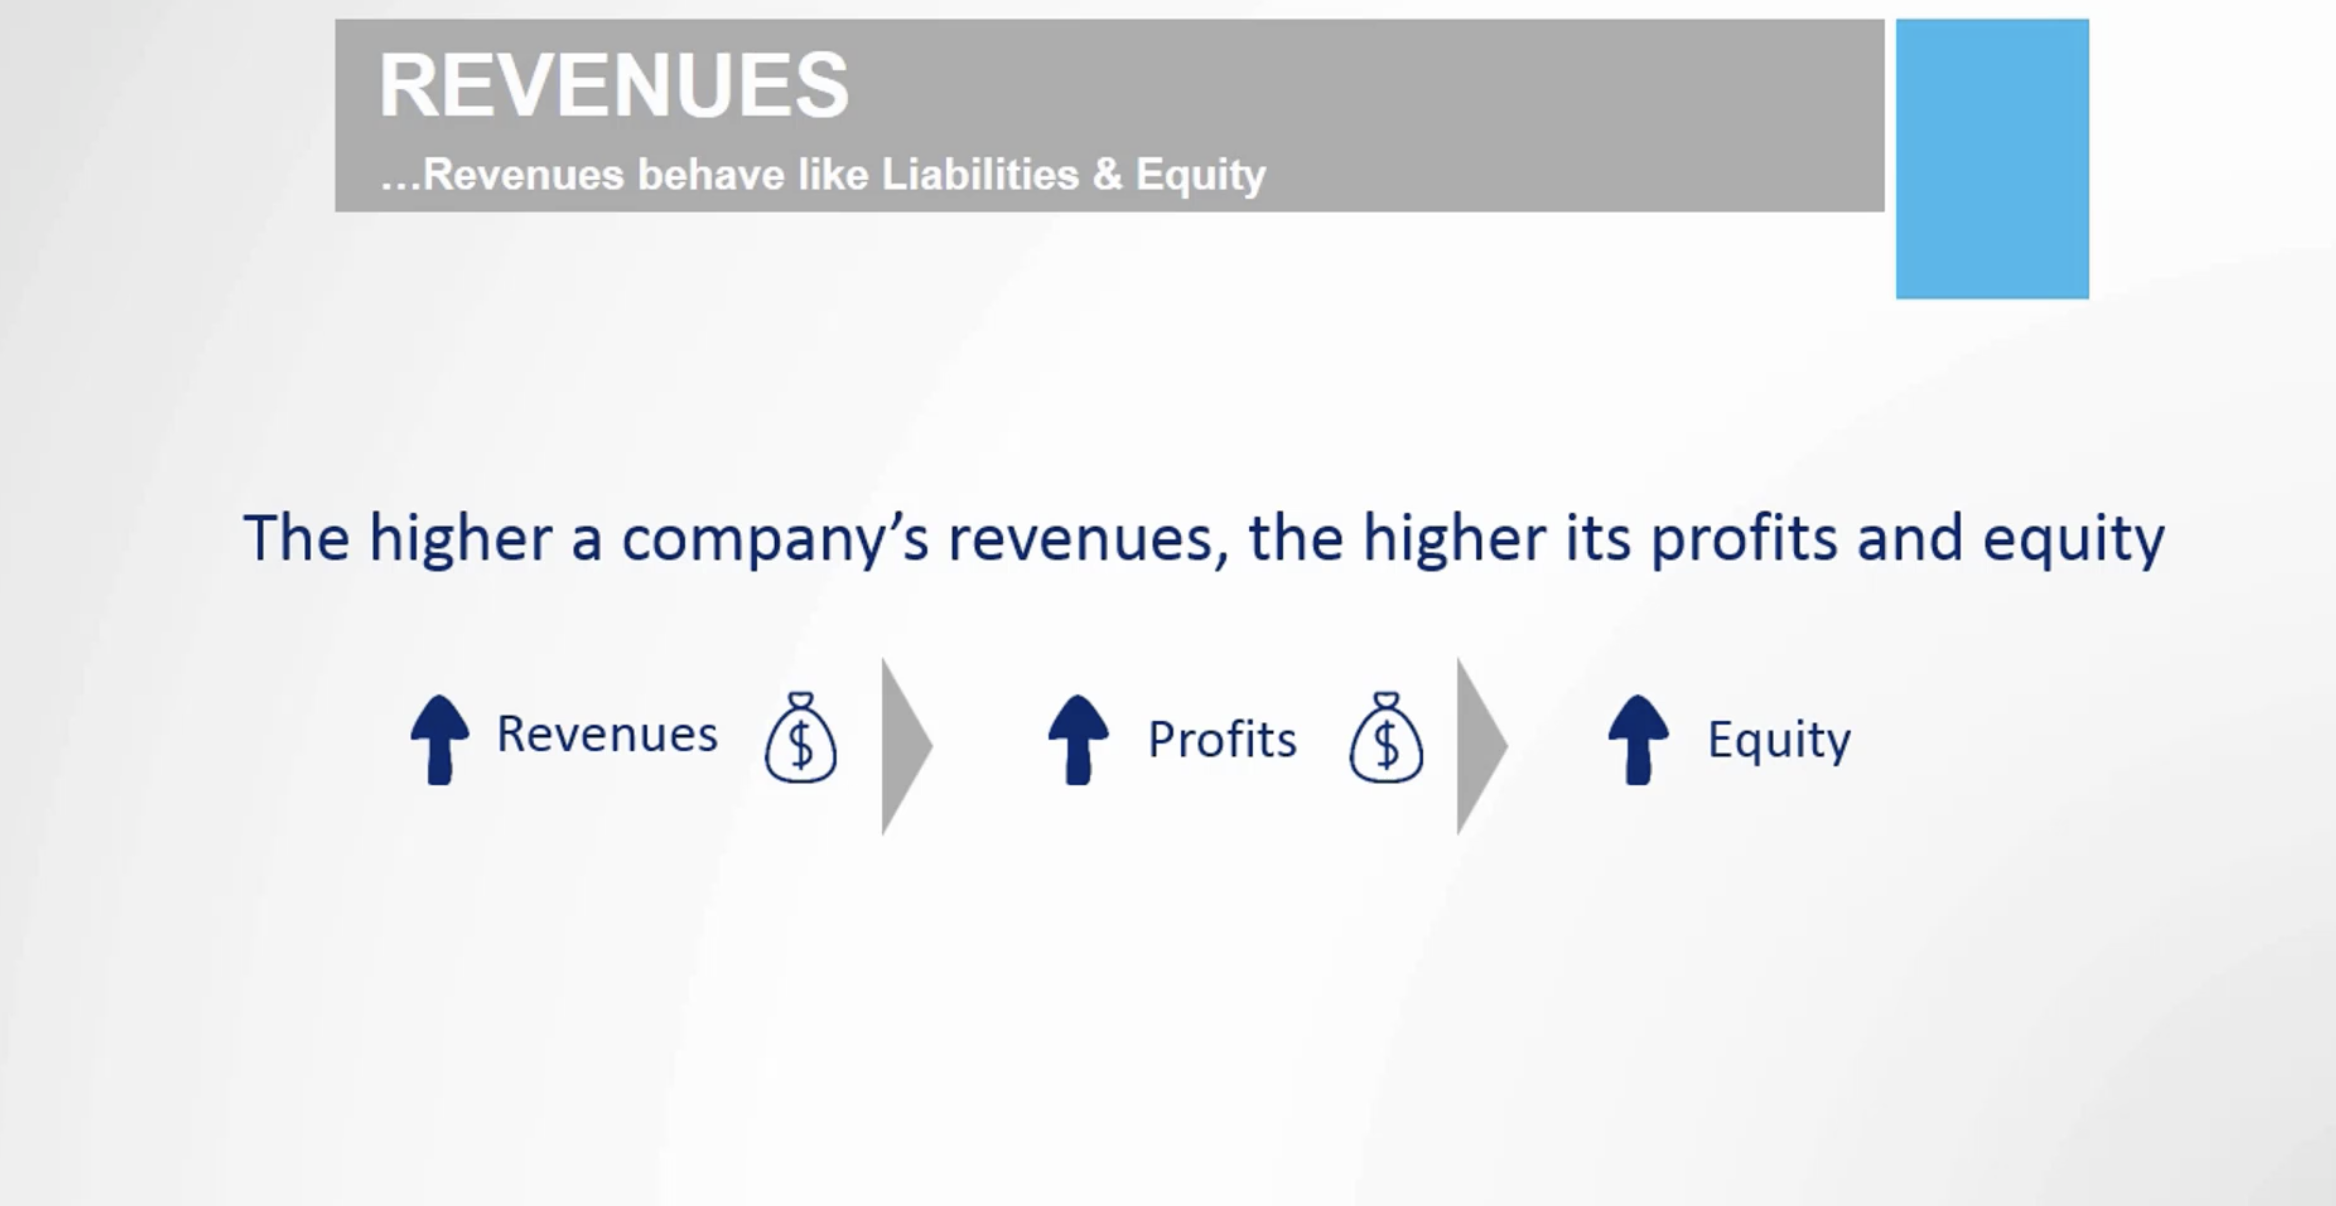 REVENUES
...Revenues behave like Liabilities & Equity
The higher a company’s revenues, the higher its profits and equity
Revenues $ Profits $ Equity